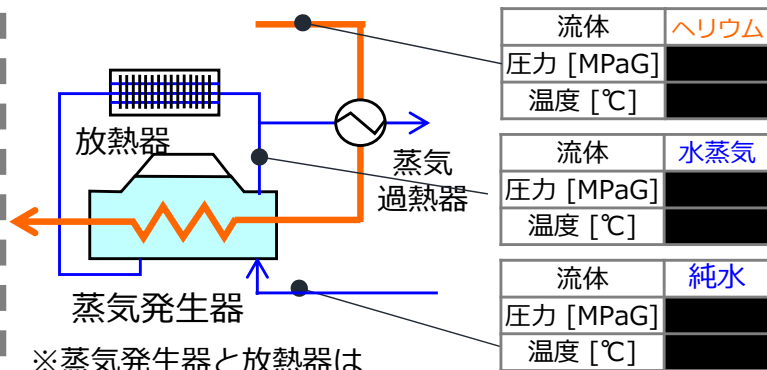 流体 ヘリウム
圧力 [MPaG]
温度 [℃]
放熱器
蒸気
過熱器
流体 水蒸気
圧力 [MPaG]
温度 [℃]
蒸気発生器
流体 純水
圧力 [MPaG]
温度 [℃]
※蒸気発生器と放熱器は